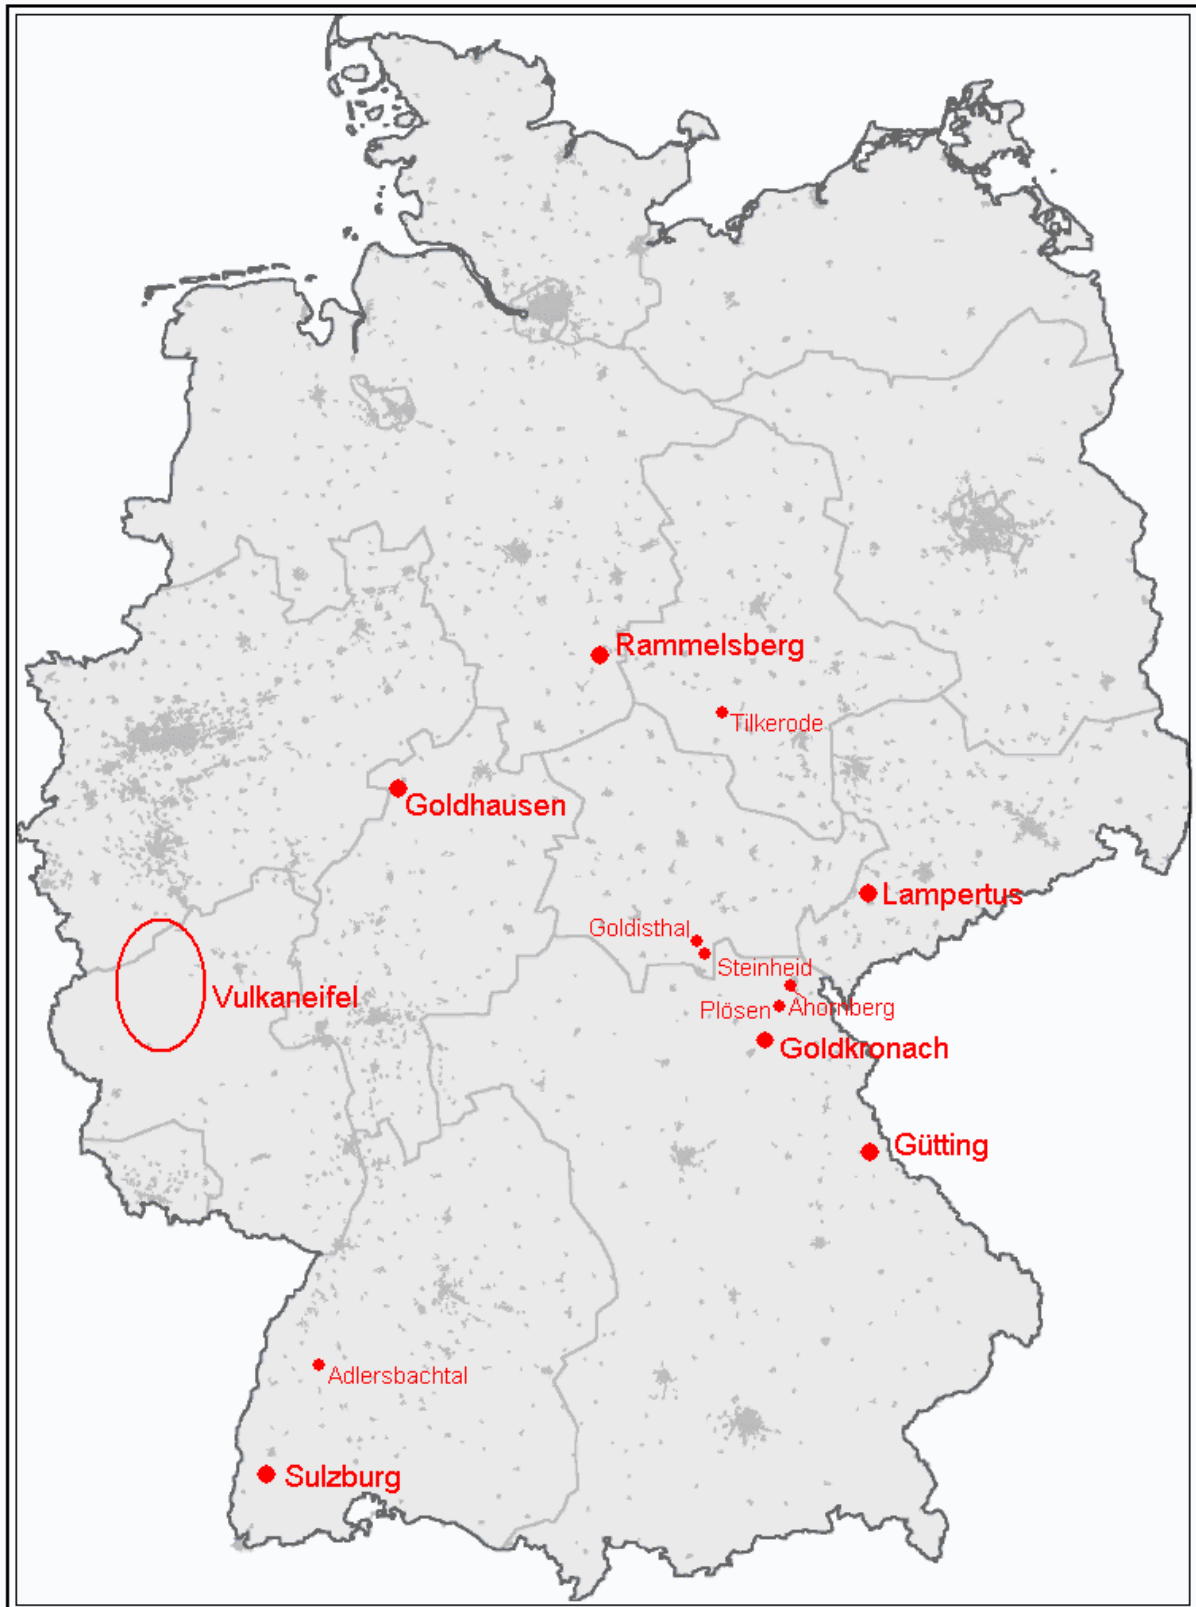 Rammelsberg
Tilkerode
Goldhausen
Lampertus
Goldisthal
Steinheid
Vulkaneifel
Plösen
Ahornberg
Goldkronach
Gütting
Adlersbachtal
Sulzburg